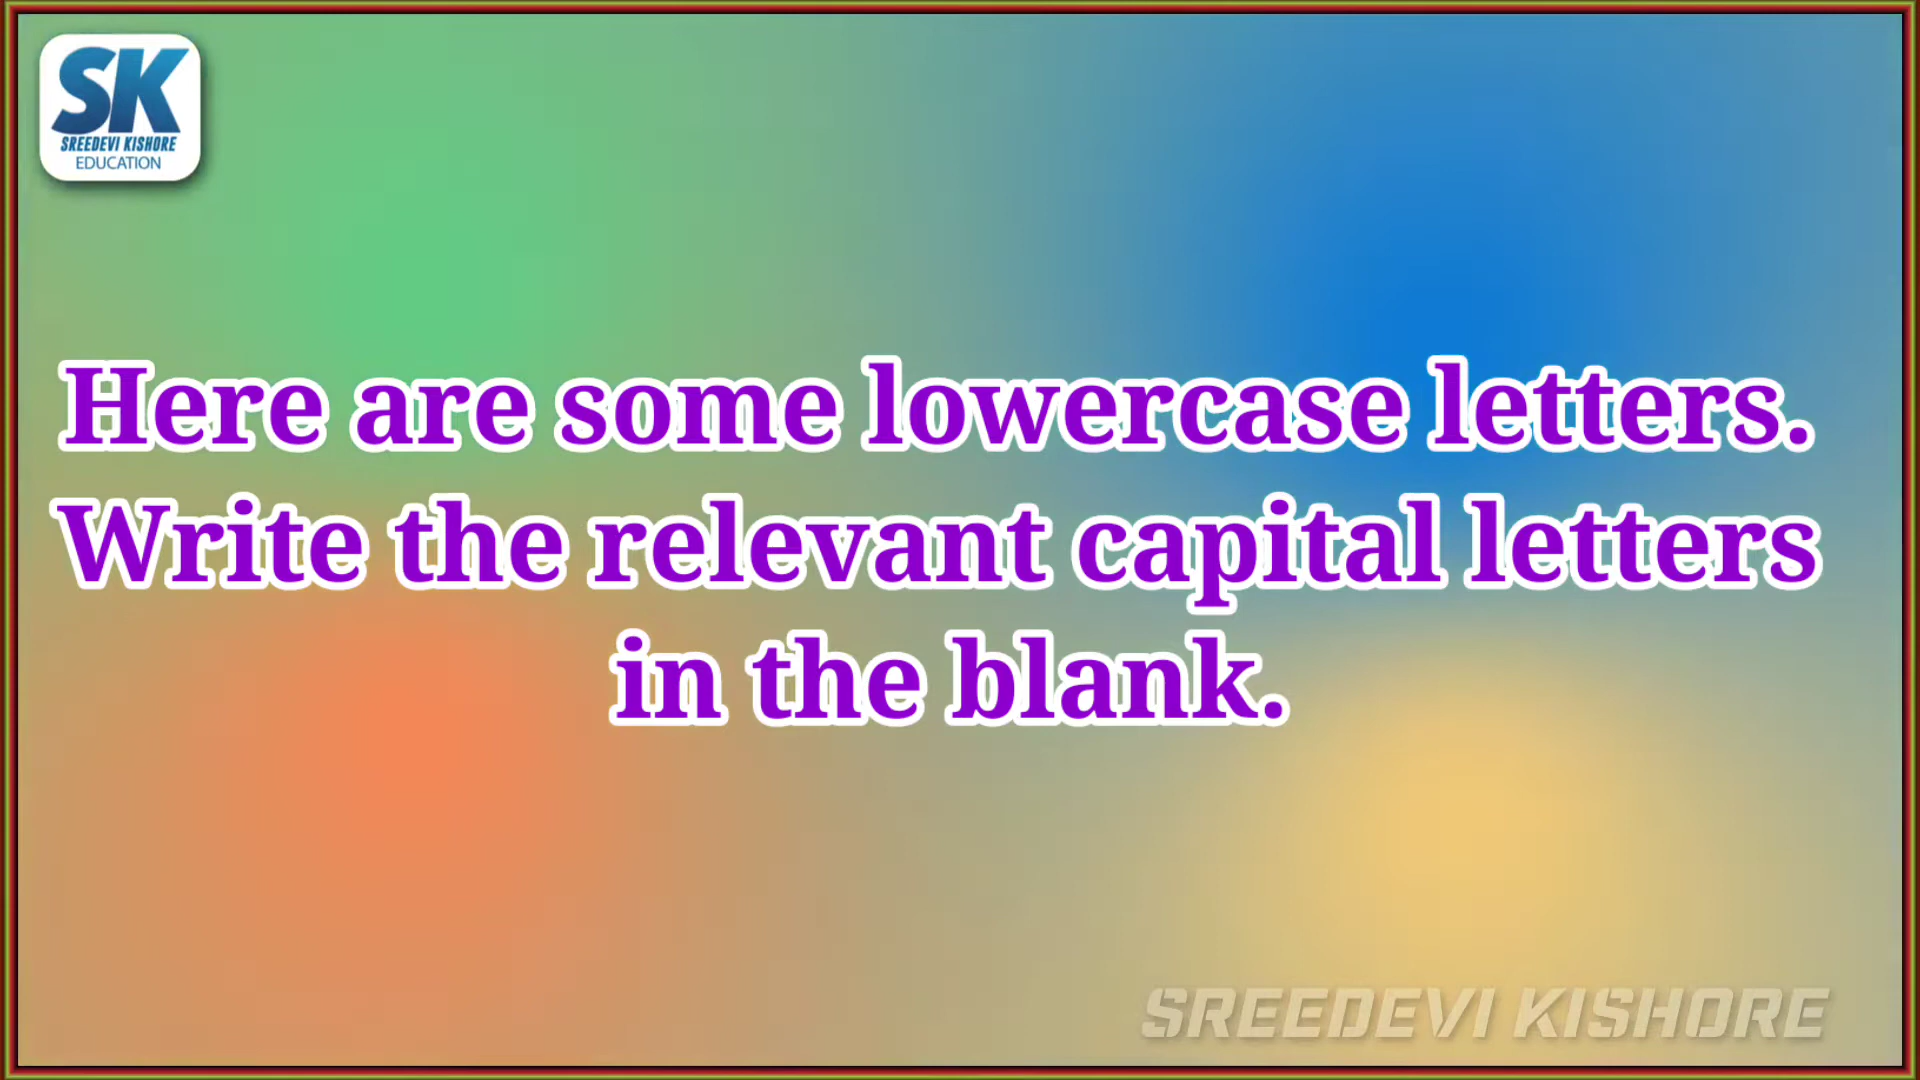 SK
SREEDEVI KISHORE
EDUCATION
Here are some lowercase letters.
Write the relevant capital letters
in the blank.
SREEDEVI KISHORE